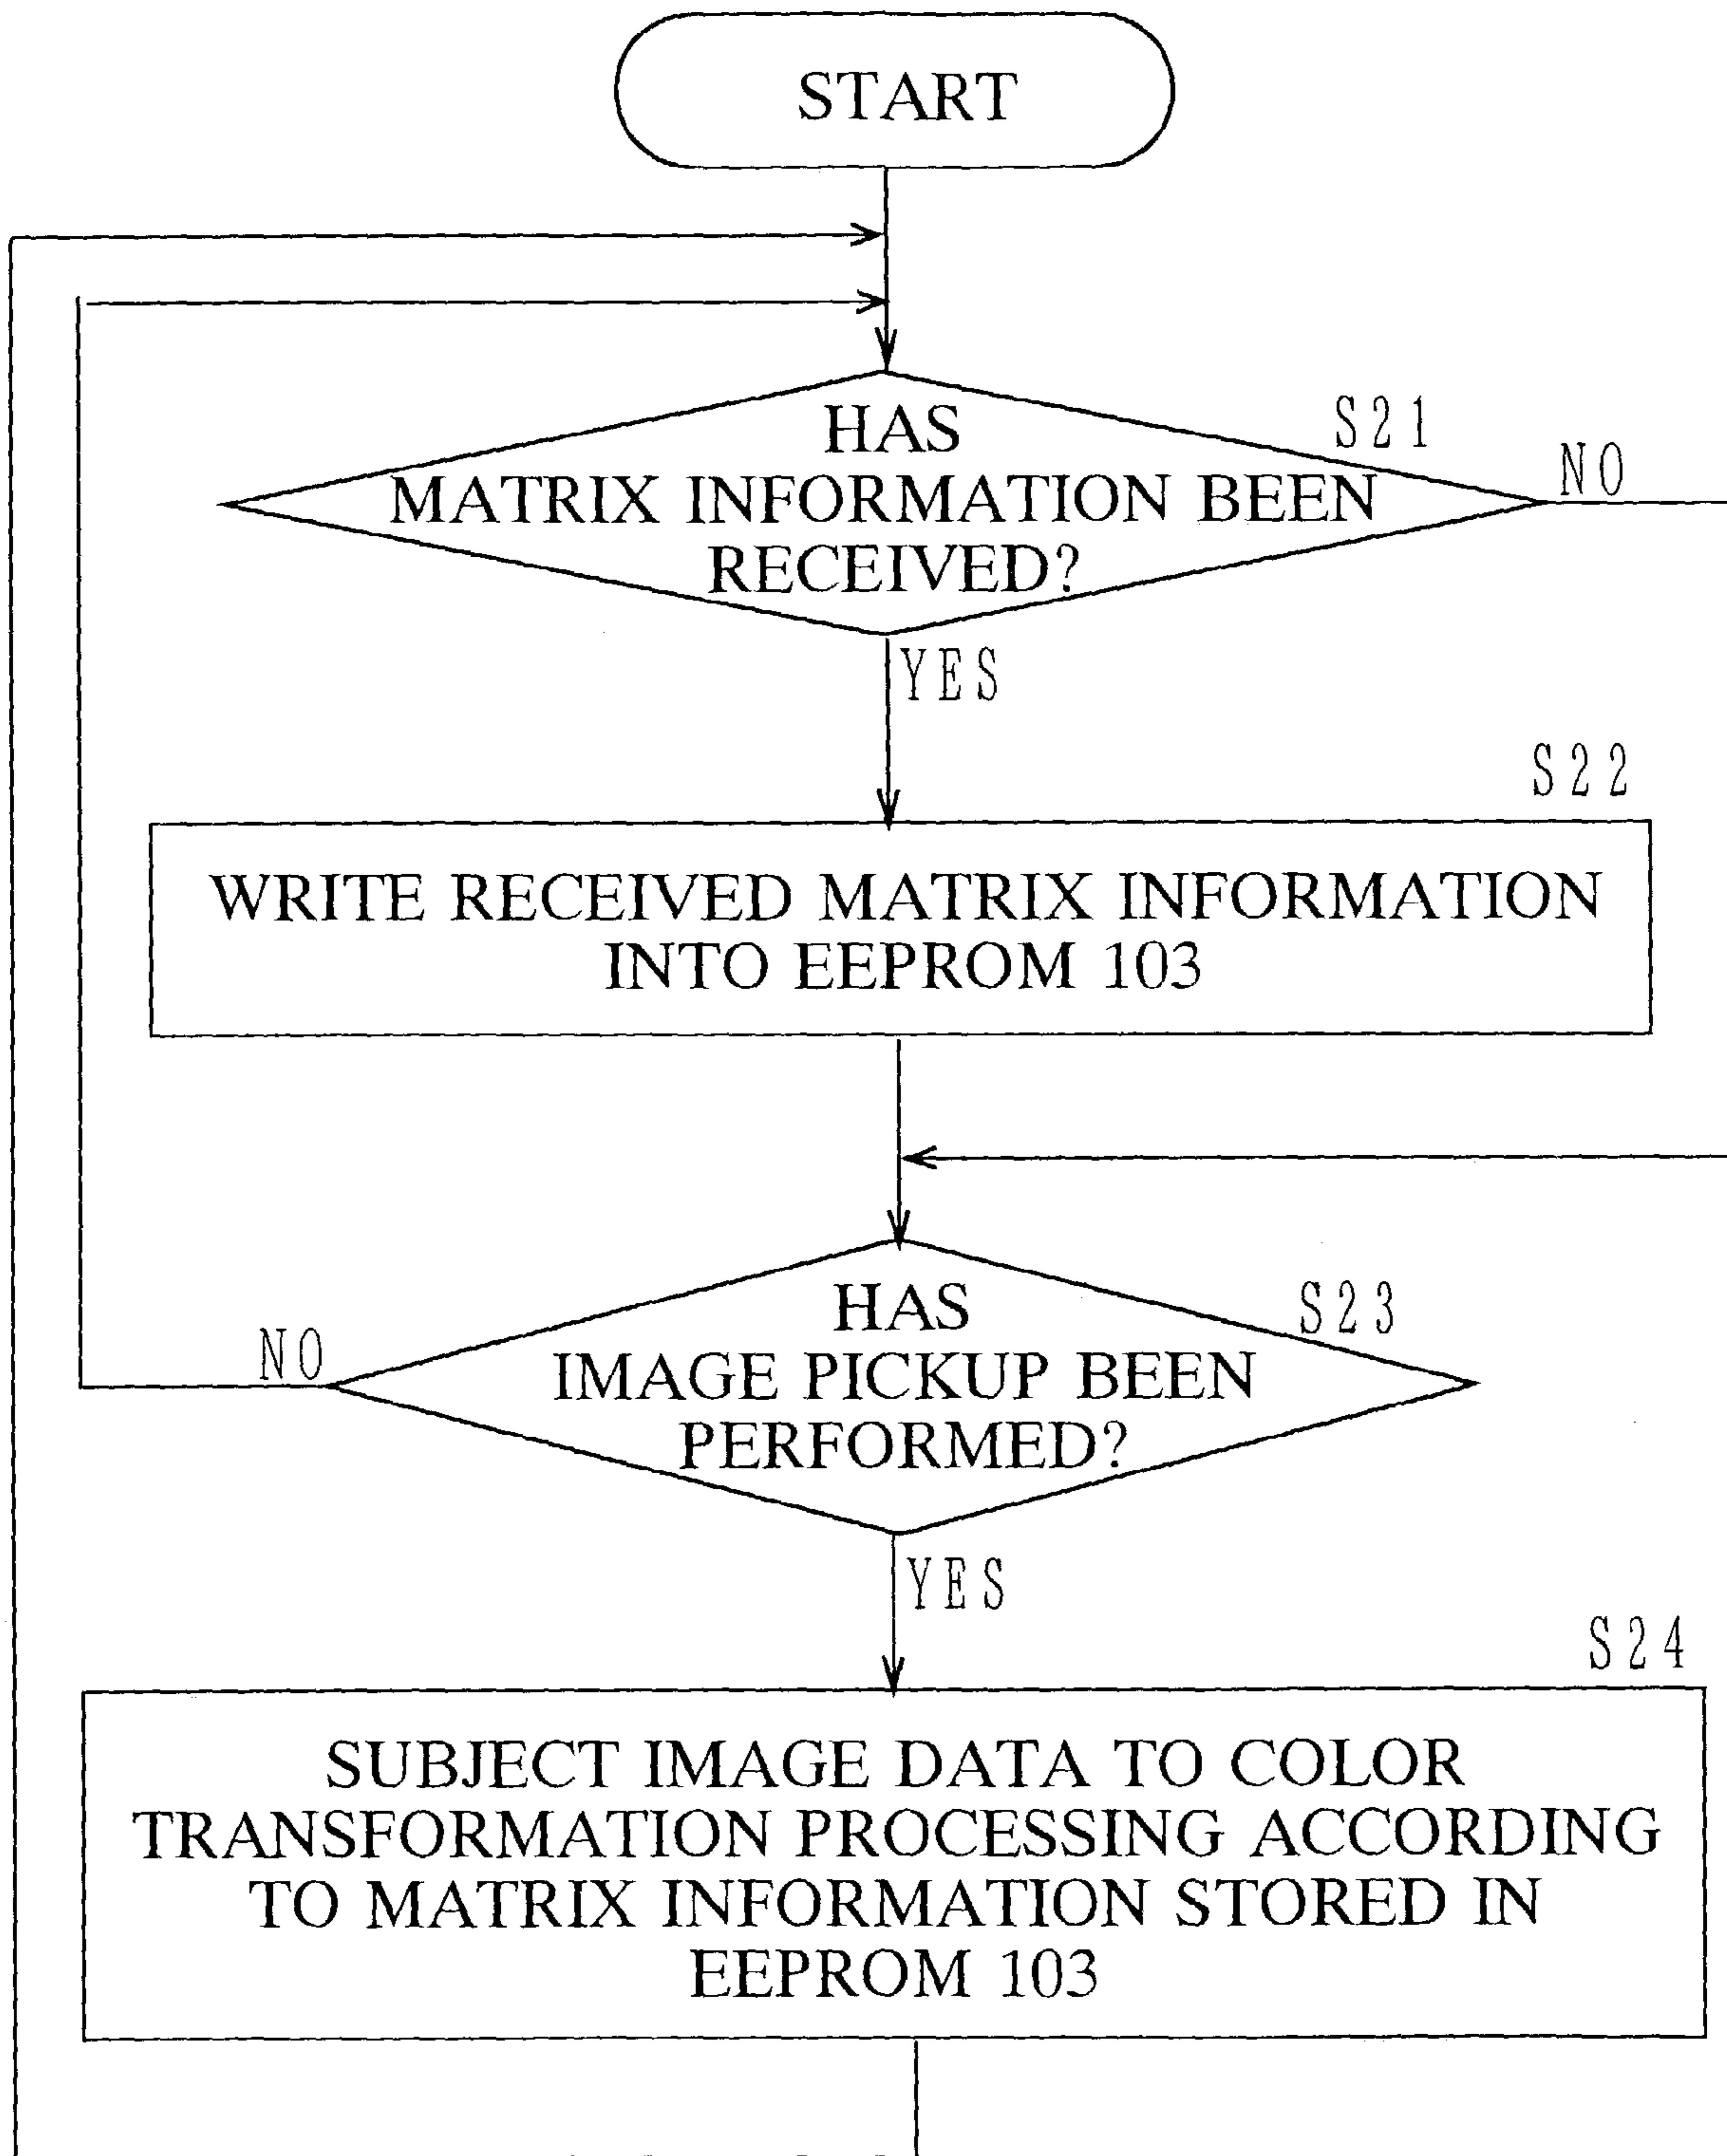 START
HAS
MATRIX INFORMATION BEEN
RECEIVED?
S21
NO
YES
S22
WRITE RECEIVED MATRIX INFORMATION
INTO EEPROM 103
HAS
IMAGE PICKUP BEEN
PERFORMED?
S23
NO
YES
S24
SUBJECT IMAGE DATA TO COLOR
TRANSFORMATION PROCESSING ACCORDING
TO MATRIX INFORMATION STORED IN
EEPROM 103